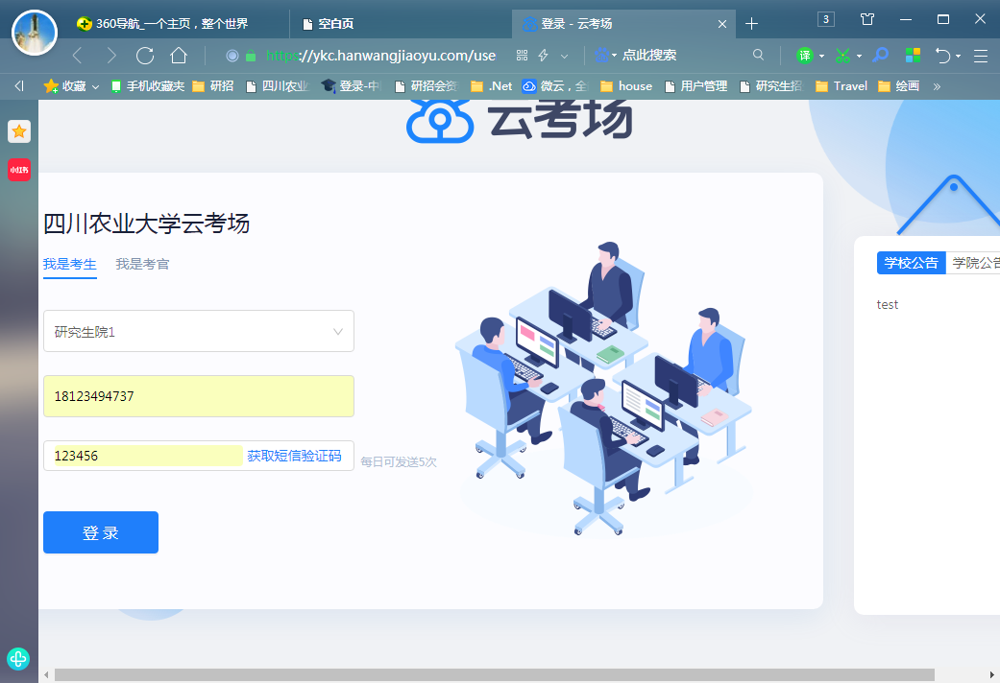 360导航_一个主页，整个世界
空白页
登录 - 云考场
3
https://ykc.hanwangjiaoyu.com/use
点此搜索
译
收藏
手机收藏夹
研招
四川农业
登录-中
研招会资
.Net
微云，全
house
用户管理
研究生招
Travel
绘画
小红书
云考场
四川农业大学云考场
我是考生
我是考官
研究生院1
18123494737
123456
获取短信验证码
每日可发送5次
登 录
学校公告
学院公告
test